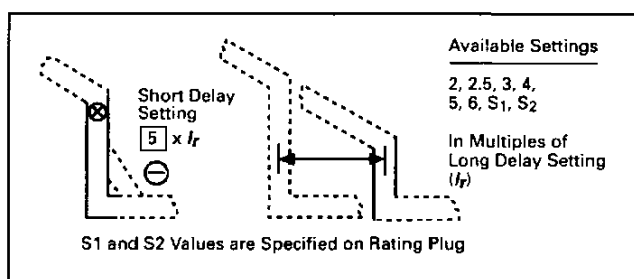 Short Delay
Setting
5 x Ir
Available Settings
2, 2.5, 3, 4,
5, 6, S1, S2
In Multiples of
Long Delay Setting
(Ir)
S1 and S2 Values are Specified on Rating Plug